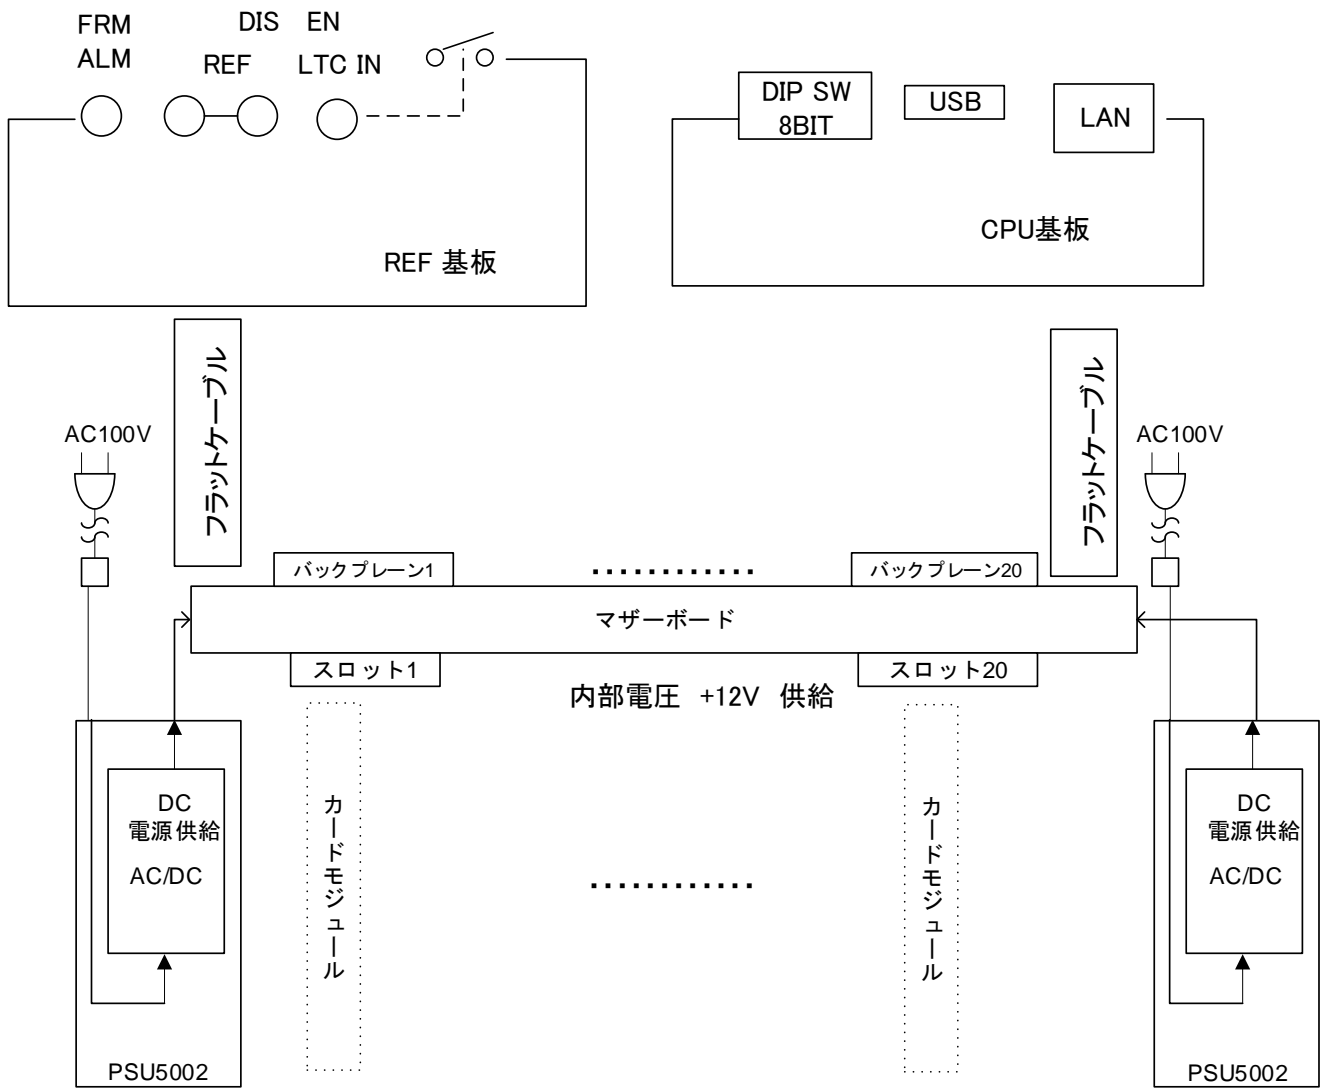 FRM
ALM
DIS EN
REF
LTC IN
REF 基板
DIP SW
8BIT
USB
LAN
CPU基板
フラットケーブル
フラットケーブル
AC100V
AC100V
バックプレーン1
バックプレーン20
マザーボード
スロット1
スロット20
内部電圧 +12V 供給
DC
電源供給
AC/DC
PSU5002
カードモジュール
カードモジュール
DC
電源供給
AC/DC
PSU5002